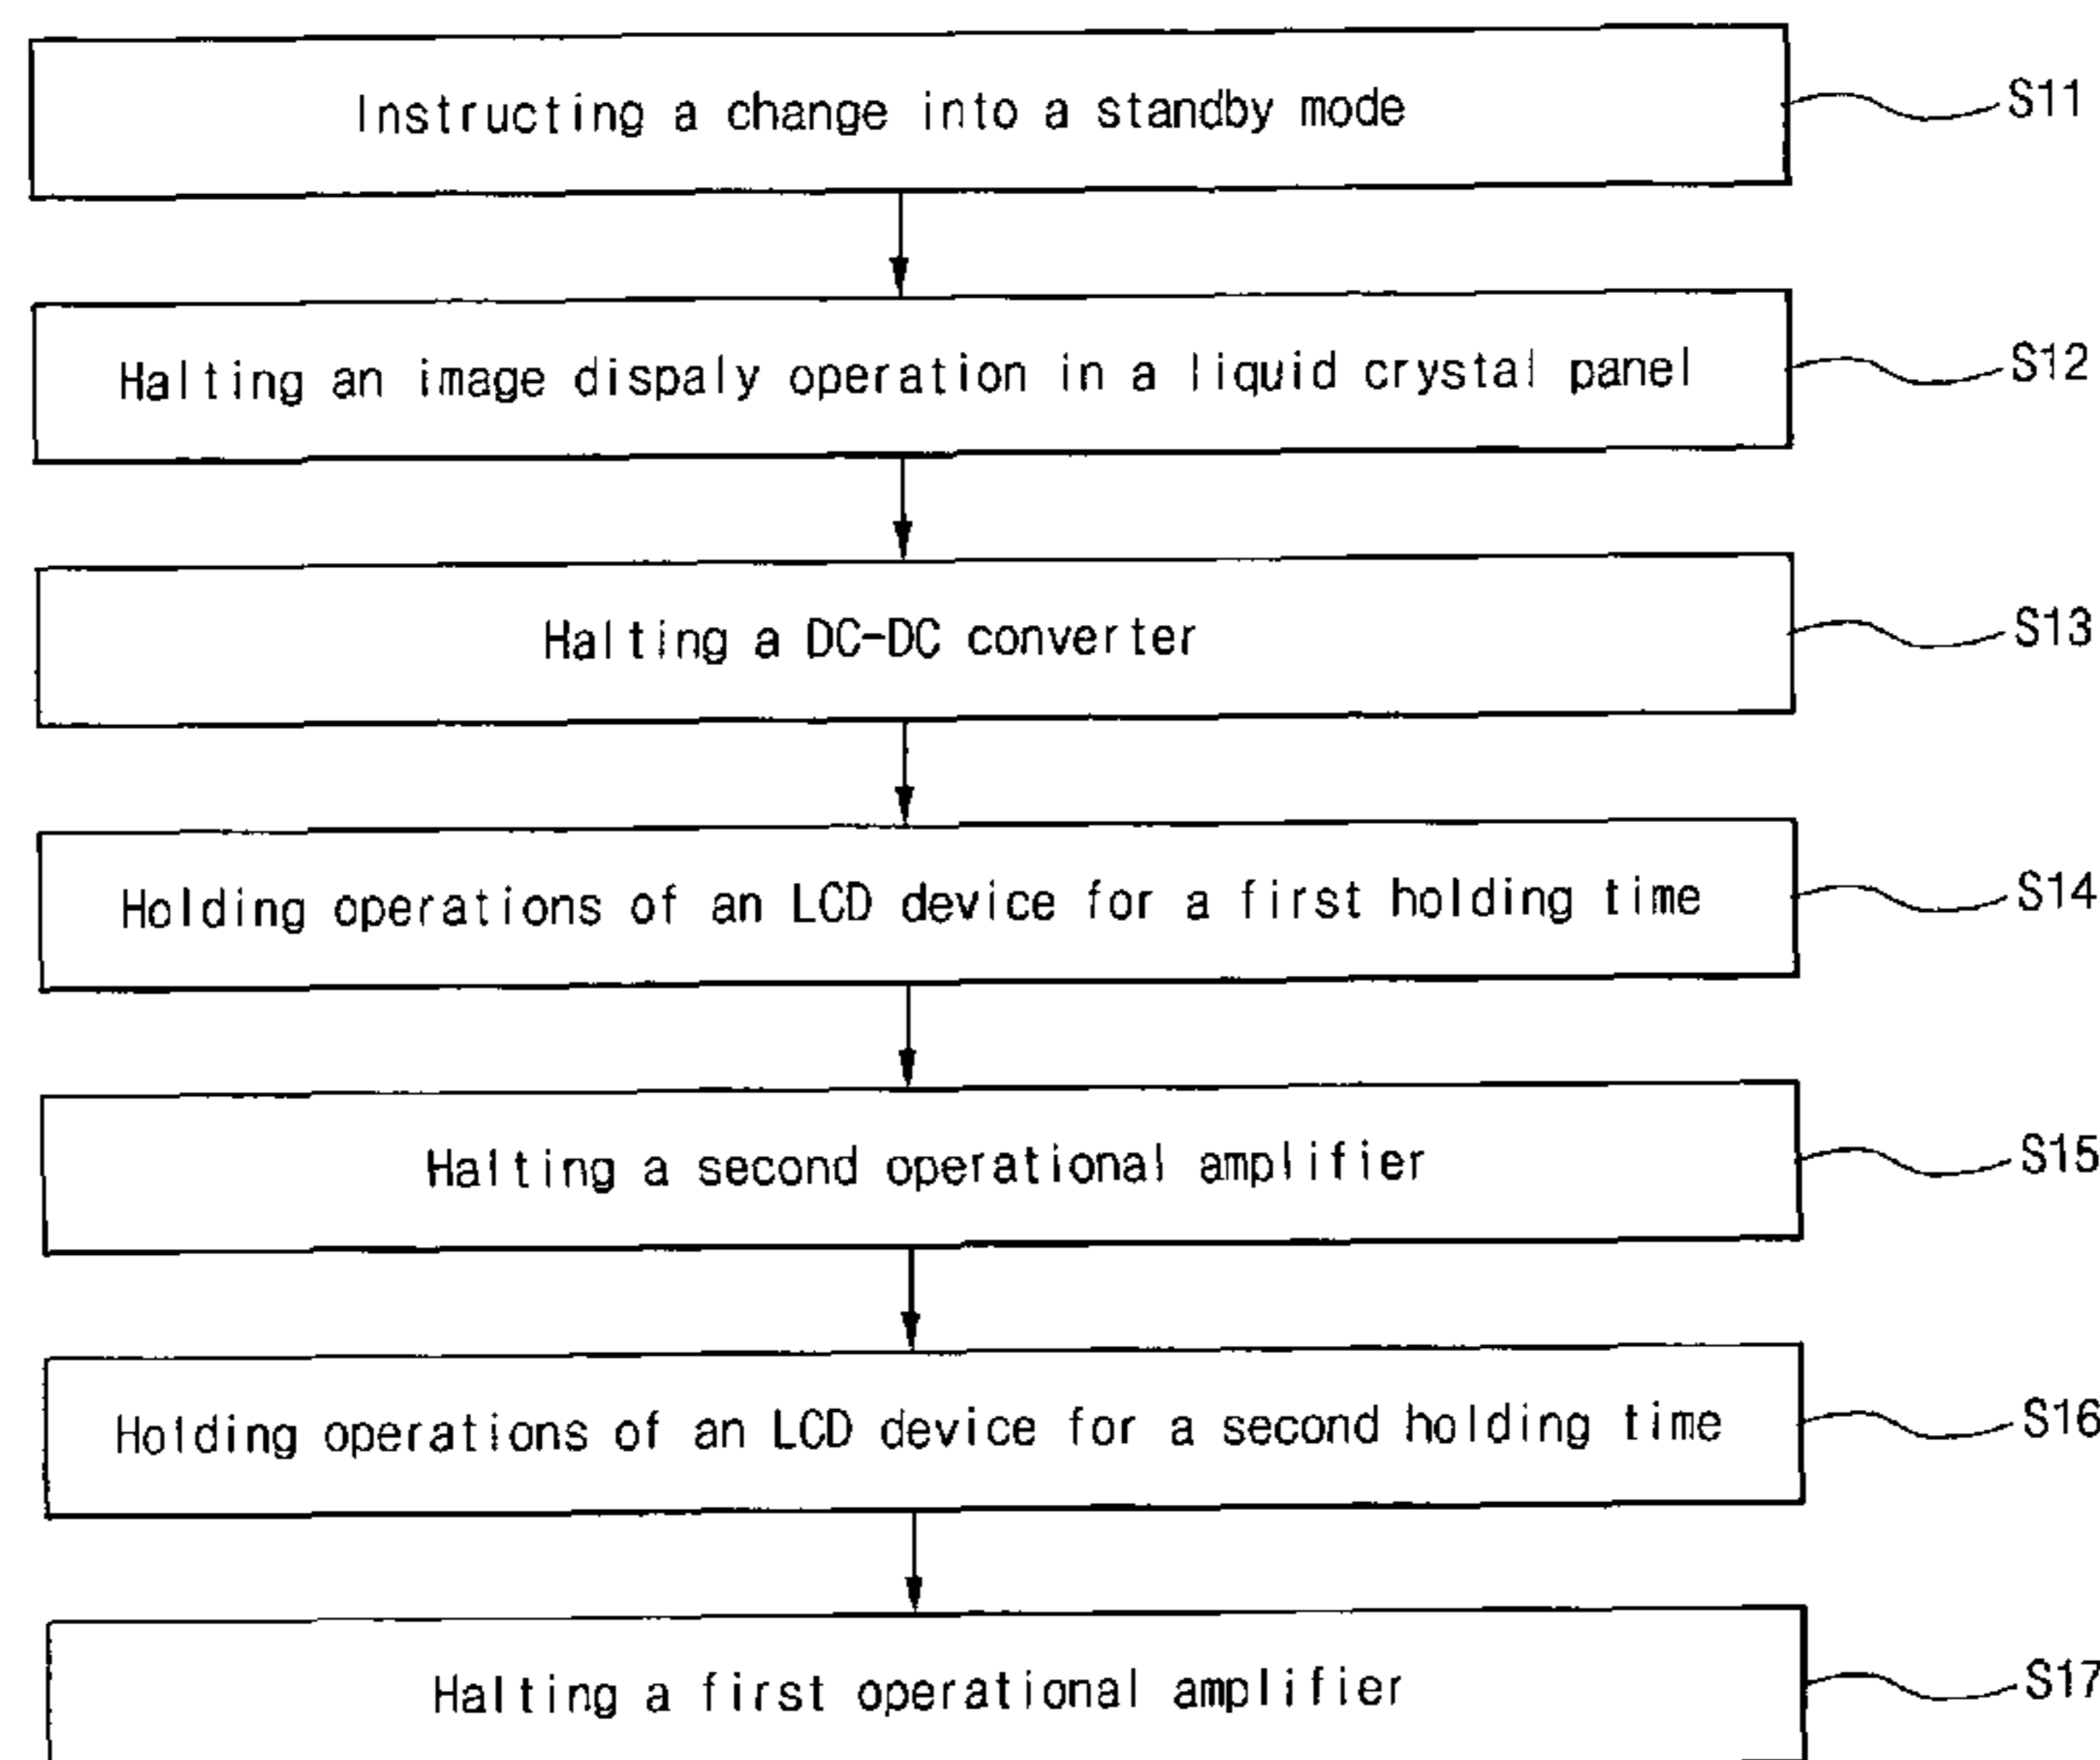 Instructing a change into a standby mode S11
Halting an image dispaly operation in a liquid crystal panel S12
Halting a DC-DC converter S13
Holding operations of an LCD device for a first holding time S14
Halting a second operational amplifier S15
Holding operations of an LCD device for a second holding time S16
Halting a first operational amplifier S17